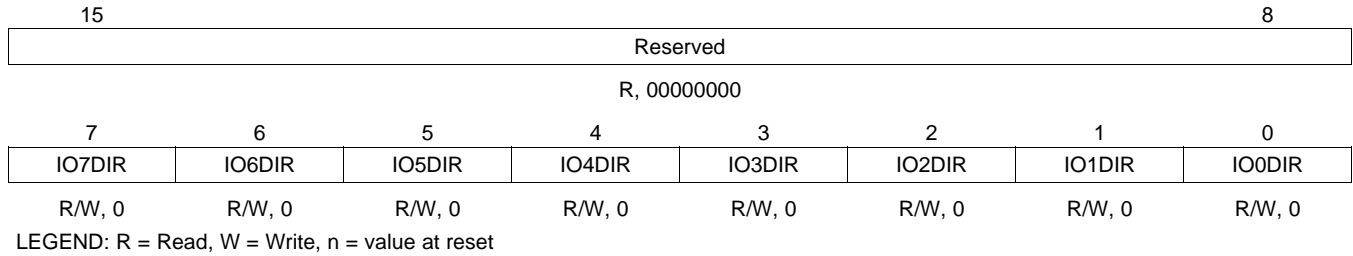 15 8
Reserved
R, 00000000
7 6 5 4 3 2 1 0
IO7DIR IO6DIR IO5DIR IO4DIR IO3DIR IO2DIR IO1DIR IO0DIR
R/W, 0 R/W, 0 R/W, 0 R/W, 0 R/W, 0 R/W, 0 R/W, 0 R/W, 0
LEGEND: R = Read, W = Write, n = value at reset